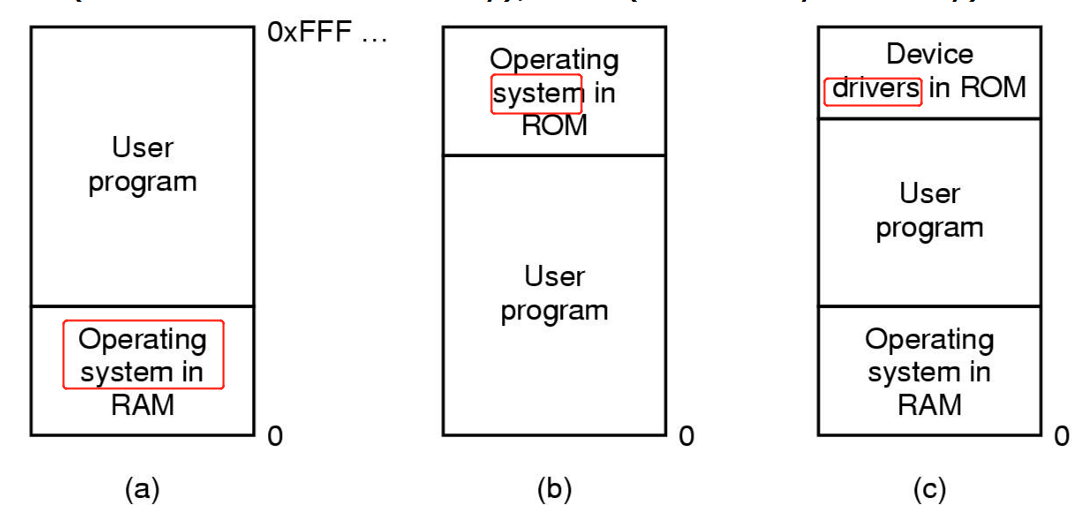 0xFFF ...
User
program
Operating
system in
RAM
0
(a)
Operating
system in
ROM
User
program
0
(b)
Device
drivers in ROM
User
program
Operating
system in
RAM
0
(c)